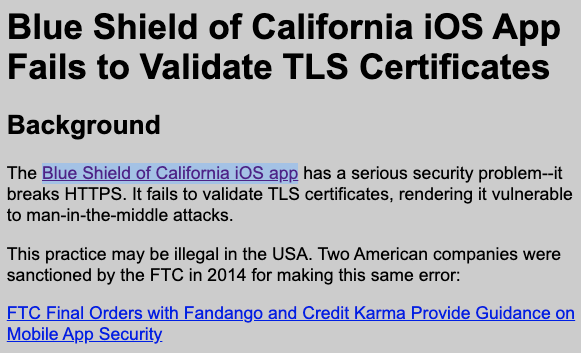 Blue Shield of California iOS App
Fails to Validate TLS Certificates
Background
The Blue Shield of California iOS app has a serious security problem--it
breaks HTTPS. It fails to validate TLS certificates, rendering it vulnerable
to man-in-the-middle attacks.
This practice may be illegal in the USA. Two American companies were
sanctioned by the FTC in 2014 for making this same error:
FTC Final Orders with Fandango and Credit Karma Provide Guidance on
Mobile App Security